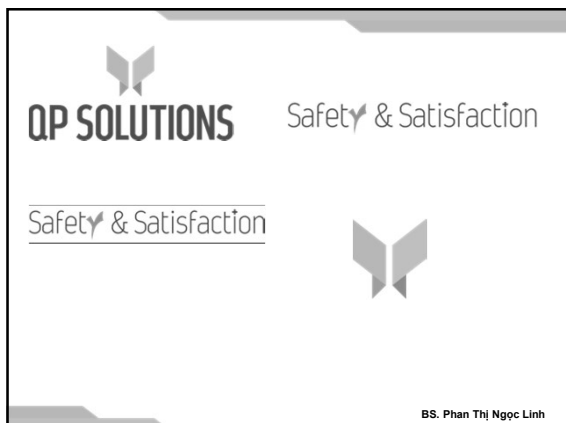 QP SOLUTIONS
Safety & Satisfaction
Safety & Satisfaction
BS. Phan Thị Ngọc Linh